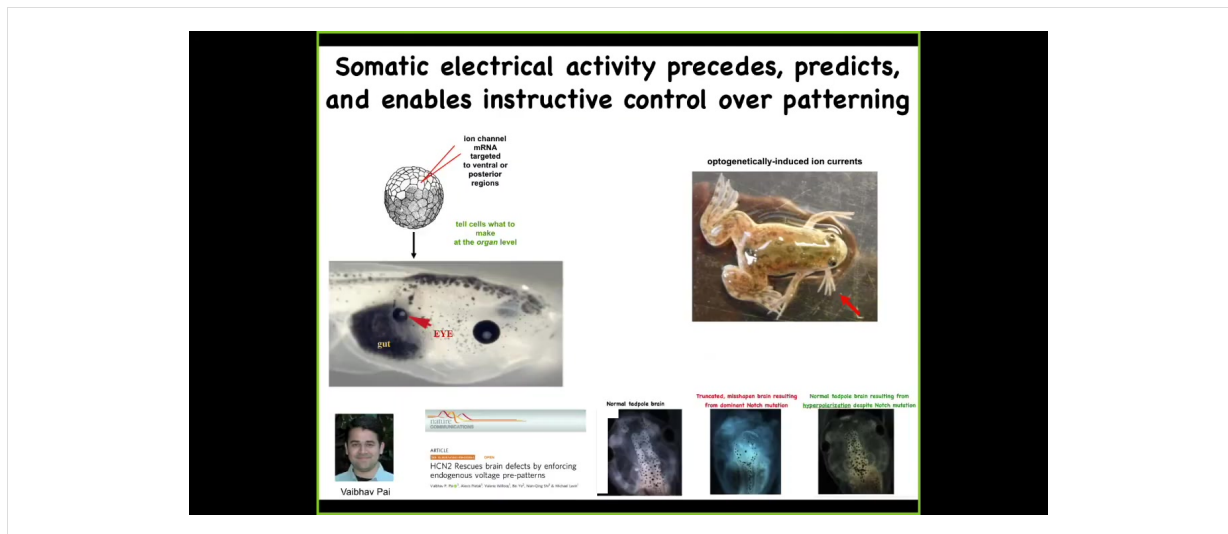 Somatic electrical activity precedes, predicts,
and enables instructive control over patterning
ion channel
mRNA
targeted
to ventral or
posterior
regions
tell cells what to
make
at the organ level
EYE
gut
optogenetically-induced ion currents
Normal tadpole brain
Truncated, misshapen brain resulting
from dominant Notch mutation
Normal tadpole brain resulting from
hyperpolarization despite Notch mutation
nature
COMMUNICATIONS
ARTICLE
OPEN
HCN2 Rescues brain defects by enforcing
endogenous voltage pre-patterns
& Michael Levin
Vaibhav Pai